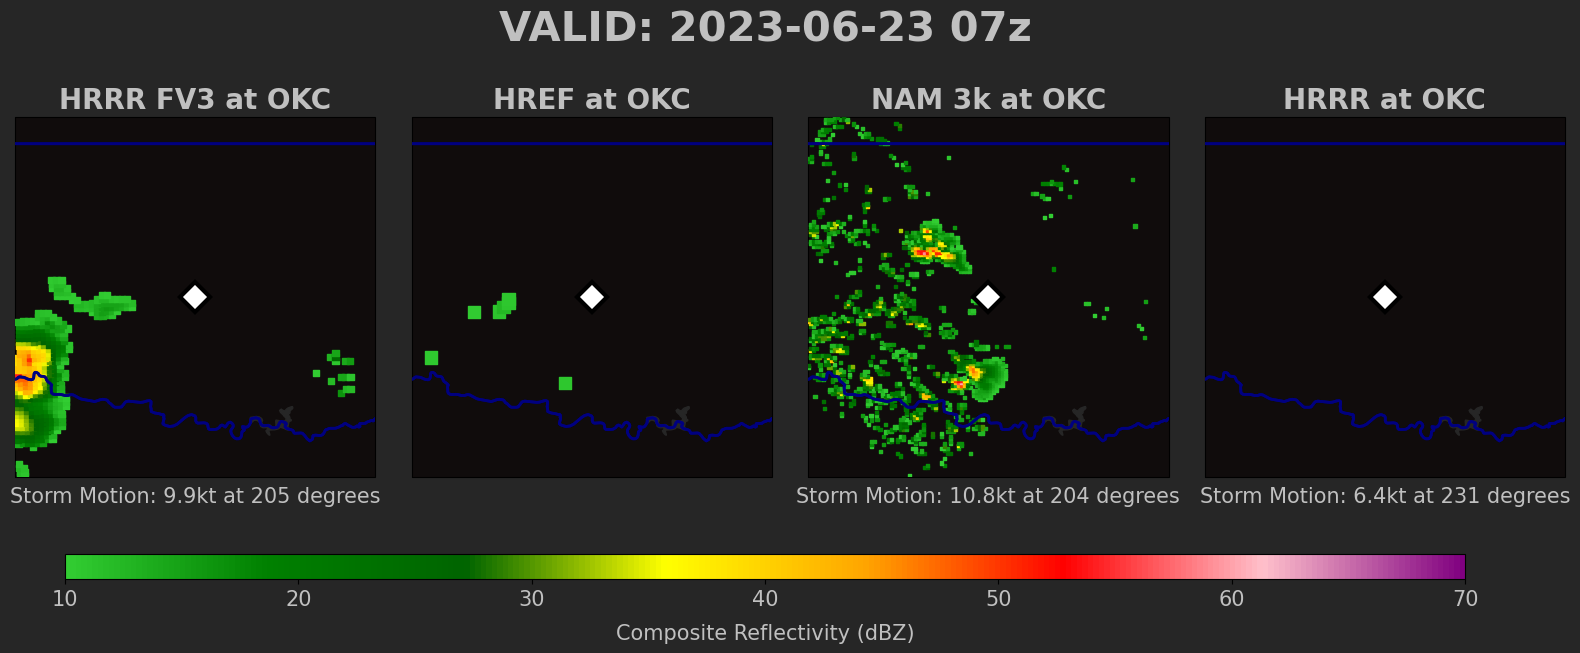 VALID: 2023-06-23 07z
HRRR FV3 at OKC
HREF at OKC
NAM 3k at OKC
HRRR at OKC
Storm Motion: 9.9kt at 205 degrees
Storm Motion: 10.8kt at 204 degrees
Storm Motion: 6.4kt at 231 degrees
10 20 30 40 50 60 70
Composite Reflectivity (dBZ)